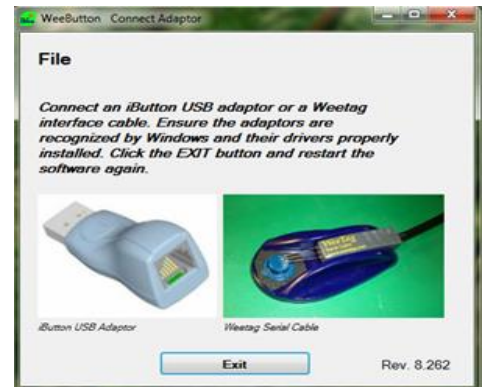 WeeButton Connect Adaptor
File
Connect an iButton USB adaptor or a Weetag
interface cable. Ensure the adaptors are
recognized by Windows and their drivers properly
installed. Click the EXIT button and restart the
software again.
iButton USB Adaptor
Weetag Serial Cable
Exit
Rev. 8.262